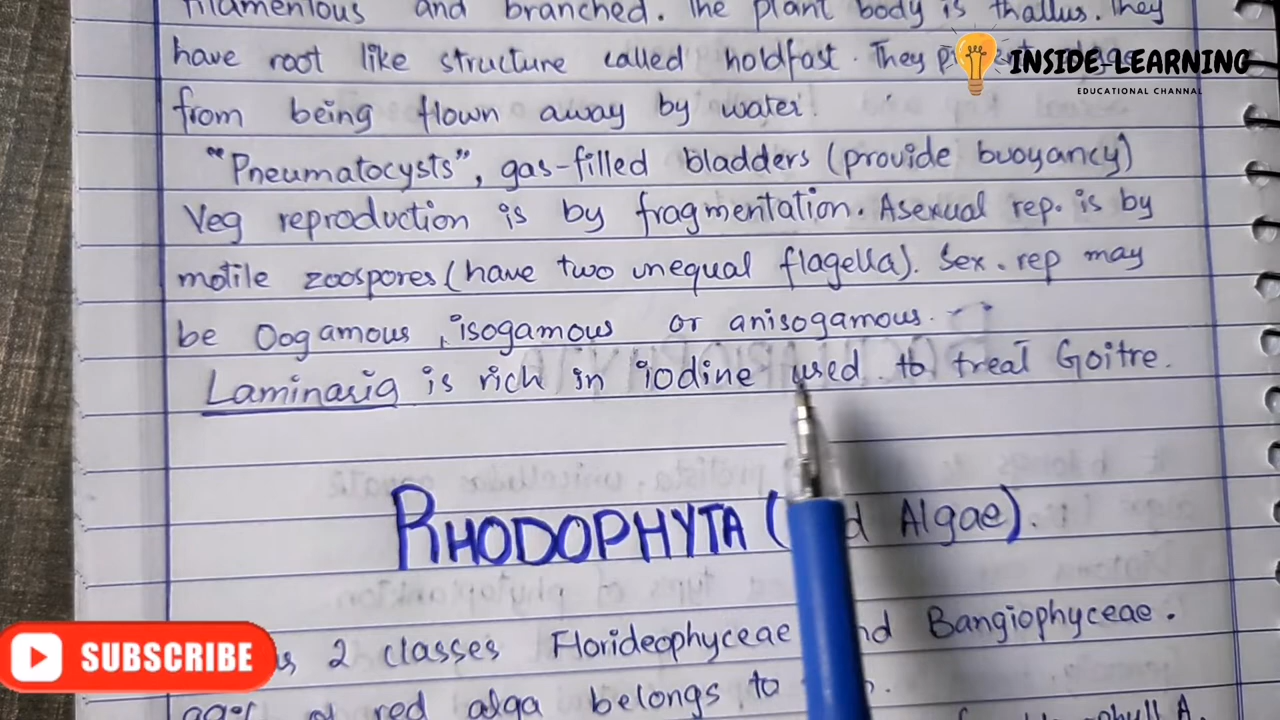 filamentous and branched. The plant body is thallus. They
have root like structure called holdfast. They
from being flown away by water.
INSIDE-LEARNING
EDUCATIONAL CHANNEL
"Pneumatocysts", gas-filled bladders (provide buoyancy)
Veg reproduction is by fragmentation. Asexual rep. is by
motile zoospores (have two unequal flagella). Sex. rep may
be Oogamous, isogamous or anisogamous.
Laminaria is rich in iodine used to treat Goitre.
RHODOPHYTA ( Algae).
2 classes Florideophyceae Bangiophyceae.
red alga belongs to
SUBSCRIBE